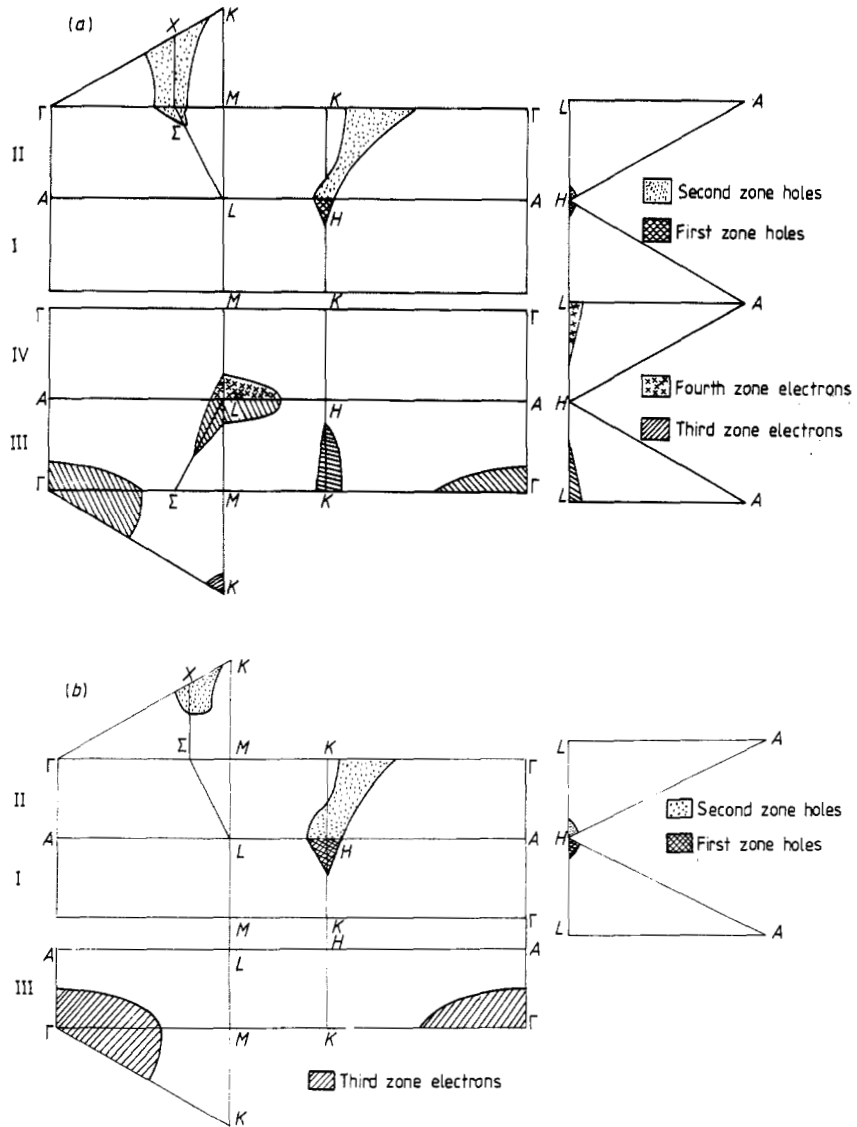 (a)
K
X
Γ M K Γ L A
Σ
II
Second zone holes
A L H A H
First zone holes
I
M K
Γ M K Γ L A
IV
Fourth zone electrons
A L H A H
Third zone electrons
III
Γ Σ M K Γ L A
K
(b)
X K
Σ
Γ M K Γ L A
II
Second zone holes
A L H A H
First zone holes
I
M K Γ L A
H
A L A
III
Γ M K Γ
Third zone electrons
K